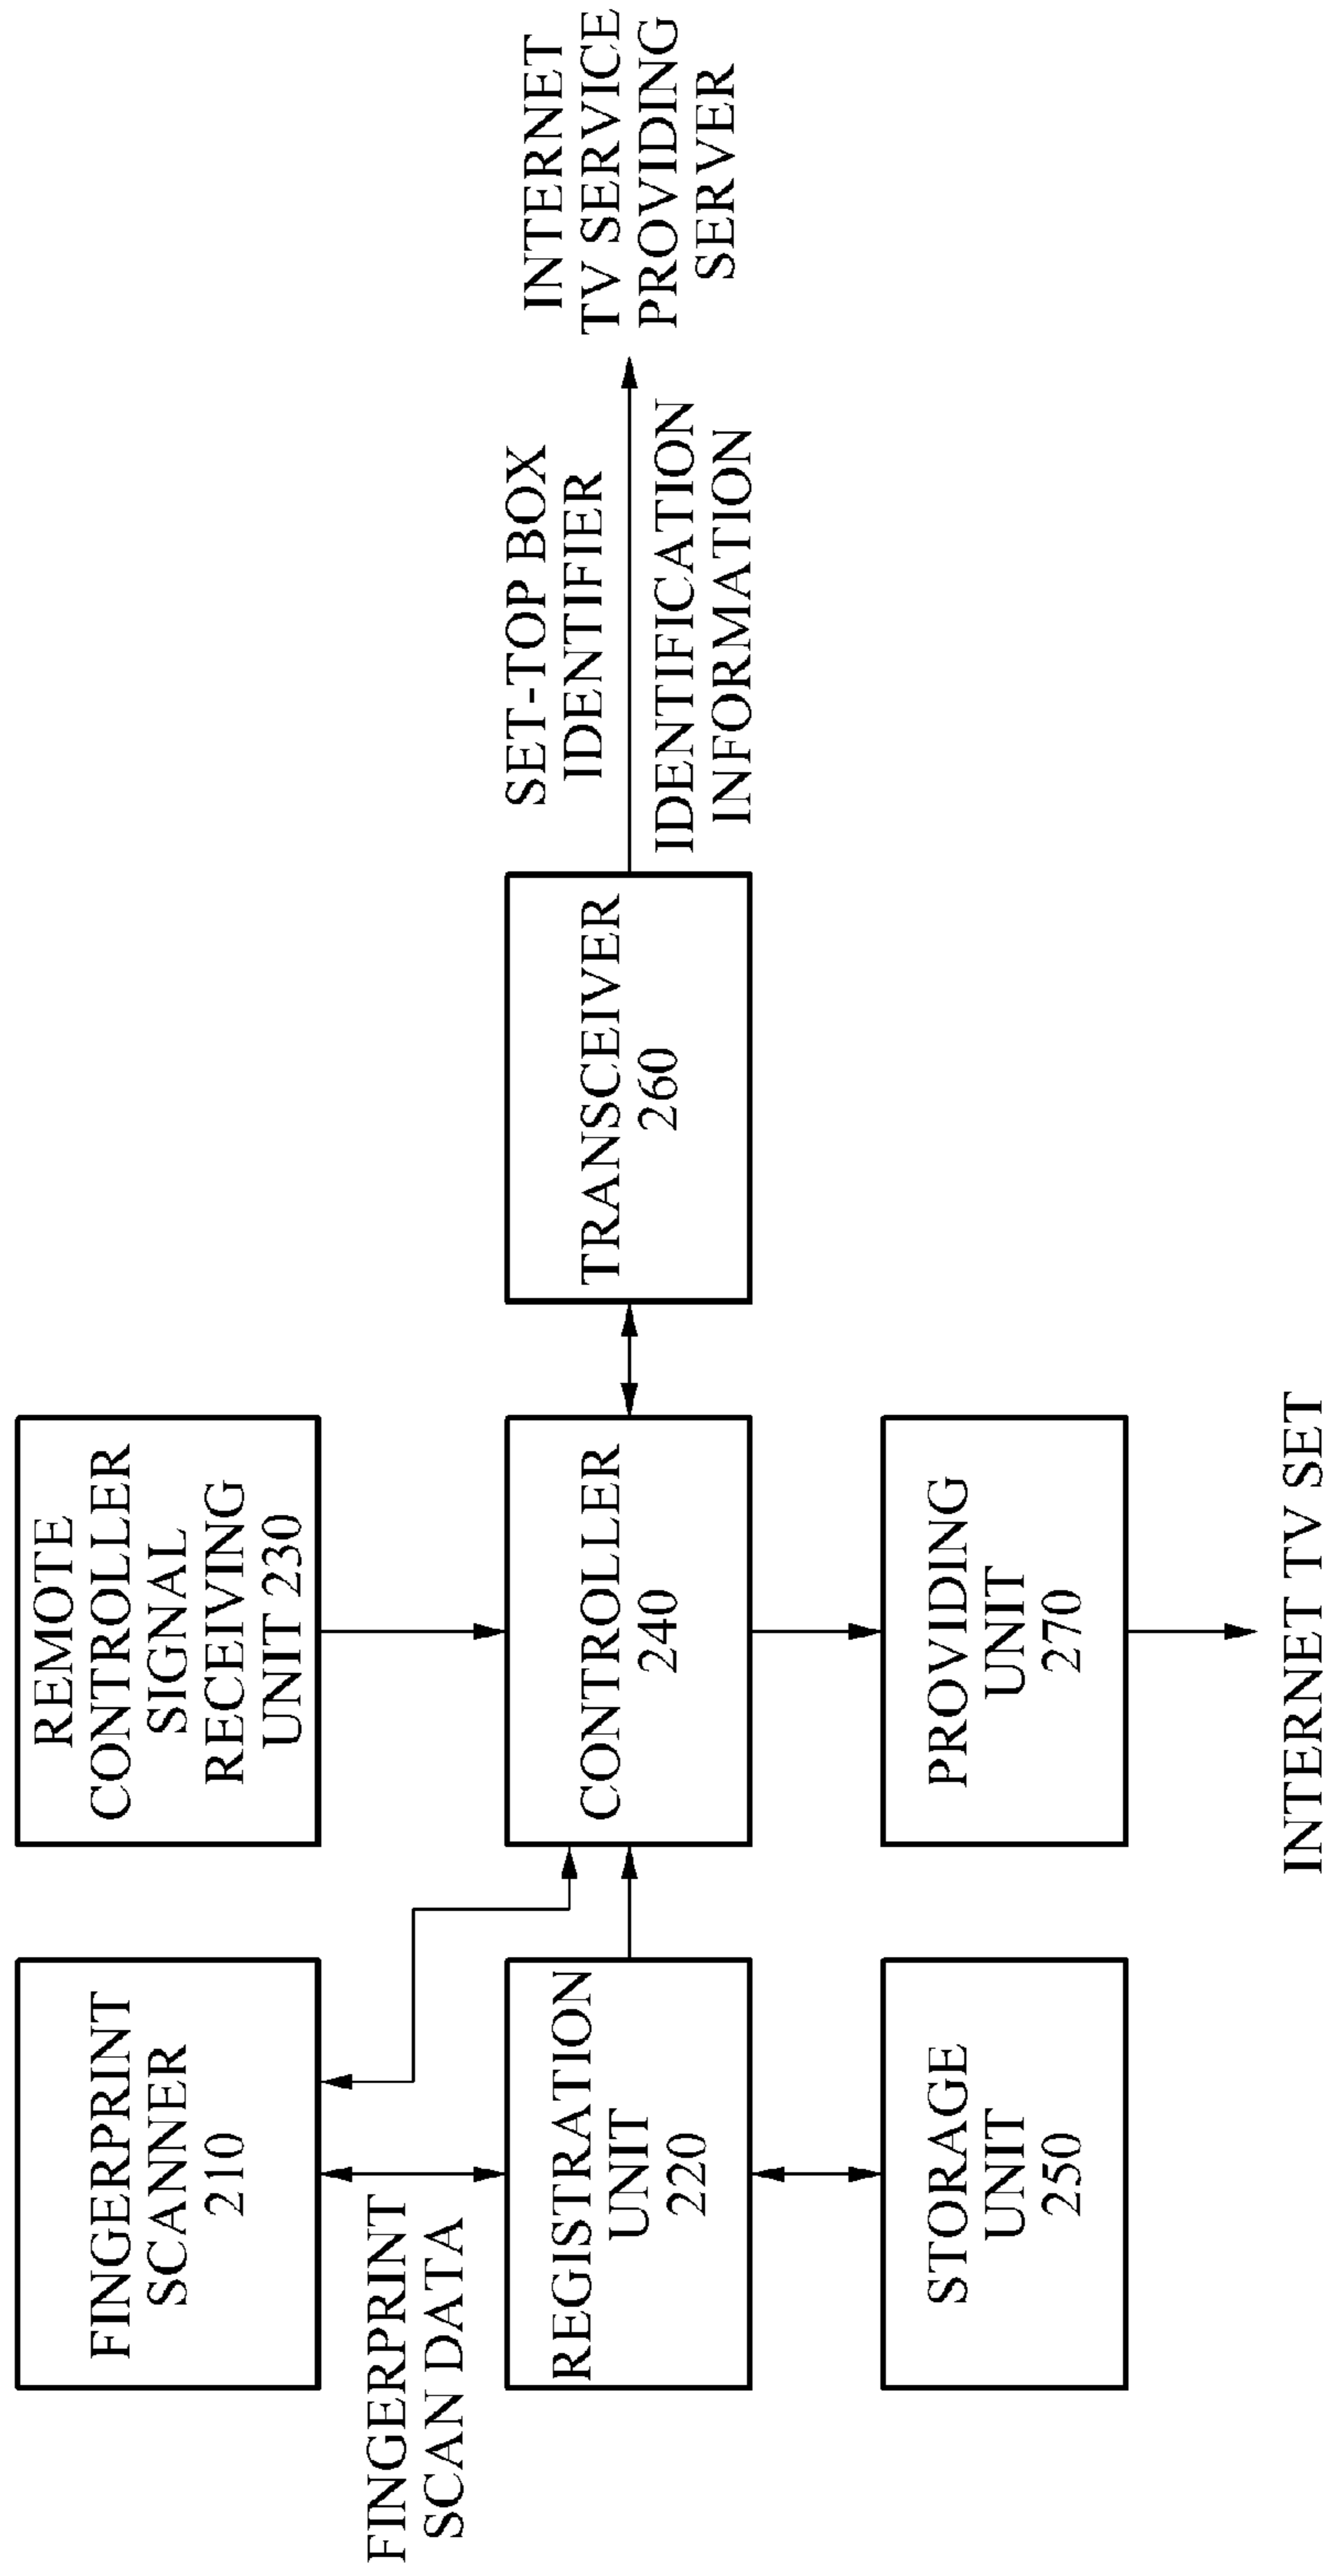 FINGERPRINT
SCANNER
210
REMOTE
CONTROLLER
SIGNAL
RECEIVING
UNIT 230
FINGERPRINT
SCAN DATA
REGISTRATION
UNIT
220
CONTROLLER
240
TRANSCEIVER
260
SET-TOP BOX
IDENTIFIER
IDENTIFICATION
INFORMATION
INTERNET
TV SERVICE
PROVIDING
SERVER
STORAGE
UNIT
250
PROVIDING
UNIT
270
INTERNET TV SET